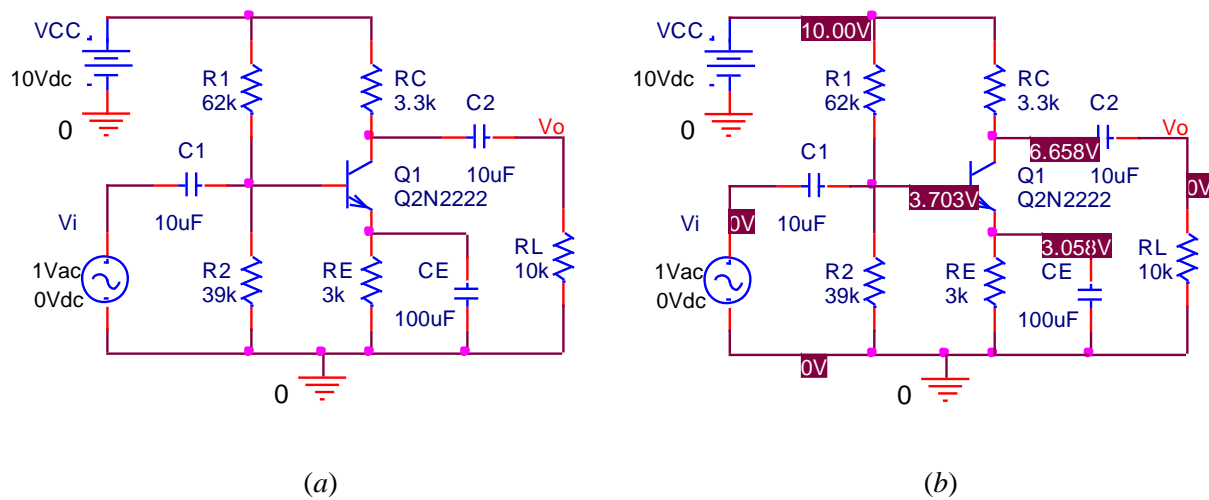 VCC
10Vdc
0
R1
62k
RC
3.3k
C2
10uF
Vo
C1
10uF
Q1
Q2N2222
Vi
1Vac
0Vdc
R2
39k
RE
3k
CE
100uF
RL
10k
0
(a)
VCC
10Vdc
0
10.00V
R1
62k
RC
3.3k
C2
10uF
Vo
6.658V
C1
10uF
3.703V
Q1
Q2N2222
0V
Vi
0V
1Vac
0Vdc
R2
39k
RE
3k
3.058V
CE
100uF
RL
10k
0V
0
(b)